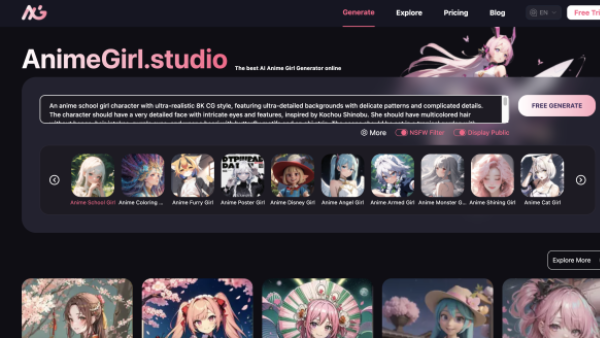 AG
Generate Explore Pricing Blog EN Free Tri
AnimeGirl.studio
The best AI Anime Girl Generator online
An anime school girl character with ultra-realistic 8K CG style, featuring ultra-detailed backgrounds with delicate patterns and complicated details.
The character should have a very detailed face with intricate eyes and features, inspired by Kochou Shinobu. She should have multicolored hair
FREE GENERATE
More NSFW Filter Display Public
Anime School Girl Anime Coloring ... Anime Furry Girl Anime Poster Girl Anime Disney Girl Anime Angel Girl Anime Armed Girl Anime Monster G... Anime Shining Girl Anime Cat Girl
Explore More